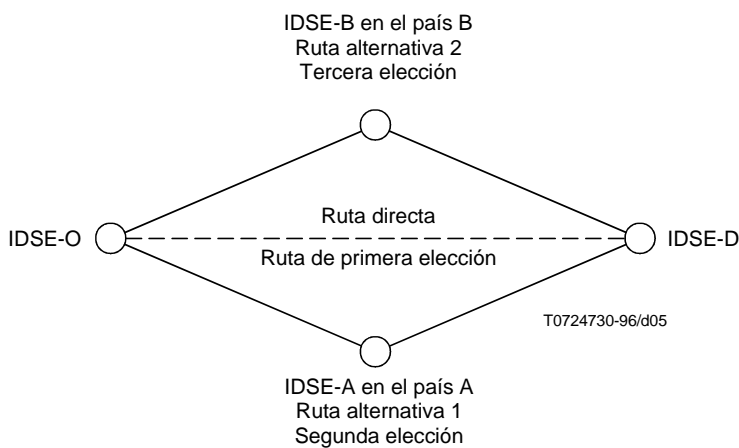 IDSE-B en el país B
Ruta alternativa 2
Tercera elección
Ruta directa
IDSE-O
IDSE-D
Ruta de primera elección
T0724730-96/d05
IDSE-A en el país A
Ruta alternativa 1
Segunda elección